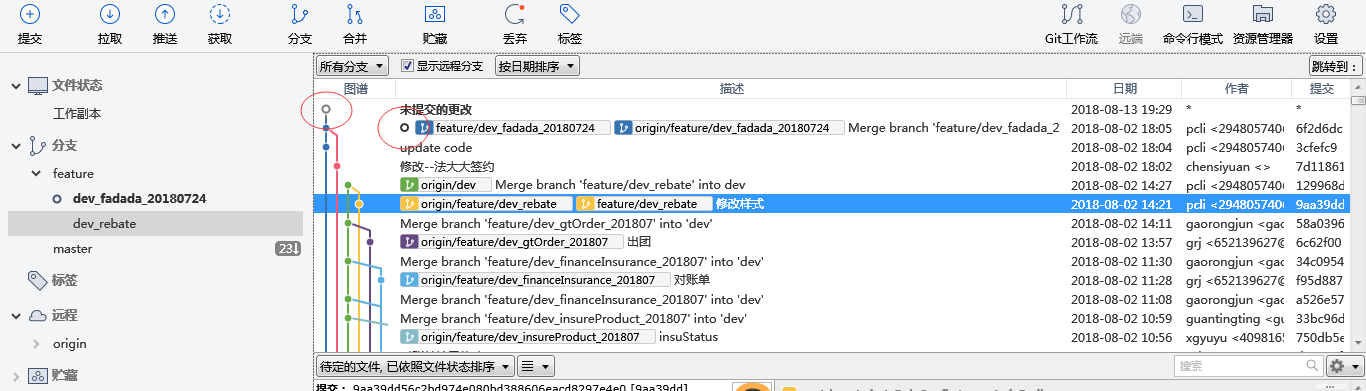 提交 拉取 推送 获取 分支 合并 贮藏 丢弃 标签 Git工作流 远端 命令行模式 资源管理器 设置
文件状态
工作副本
分支
feature
dev_fadada_20180724
dev_rebate
master 23
标签
远程
origin
贮藏
所有分支 显示远程分支 按日期排序 跳转到：
图谱 描述 日期 作者 提交
未提交的更改 2018-08-13 19:29 * *
feature/dev_fadada_20180724 origin/feature/dev_fadada_20180724 Merge branch 'feature/dev_fadada_2 2018-08-02 18:05 pcli <2948057406 6f2d6dc
update code 2018-08-02 18:04 pcli <2948057406 3cfefc9
修改--法大大签约 2018-08-02 18:02 chensiyuan <> 7d11861
origin/dev Merge branch 'feature/dev_rebate' into dev 2018-08-02 14:27 pcli <2948057406 129968d
origin/feature/dev_rebate feature/dev_rebate 修改样式 2018-08-02 14:21 pcli <2948057406 9aa39dd
Merge branch 'feature/dev_gtOrder_201807' into 'dev' 2018-08-02 14:11 gaorongjun <gac 58a0396
origin/feature/dev_gtOrder_201807 出团 2018-08-02 13:57 grj <652139627@ 6c62f00
Merge branch 'feature/dev_financeInsurance_201807' into 'dev' 2018-08-02 11:30 gaorongjun <gac 34c0954
origin/feature/dev_financeInsurance_201807 对账单 2018-08-02 11:28 grj <652139627@ f95d887
Merge branch 'feature/dev_financeInsurance_201807' into 'dev' 2018-08-02 11:08 gaorongjun <gac a526e57
Merge branch 'feature/dev_insureProduct_201807' into 'dev' 2018-08-02 10:59 guantingting <gu 33bc96d
origin/feature/dev_insureProduct_201807 insuStatus 2018-08-02 10:56 xgyuyu <4098165 750db5e
待定的文件, 已依照文件状态排序 搜索
提交： 9aa39dd56c2bd974e080bd388606eacd8297e4e0 [9aa39dd]